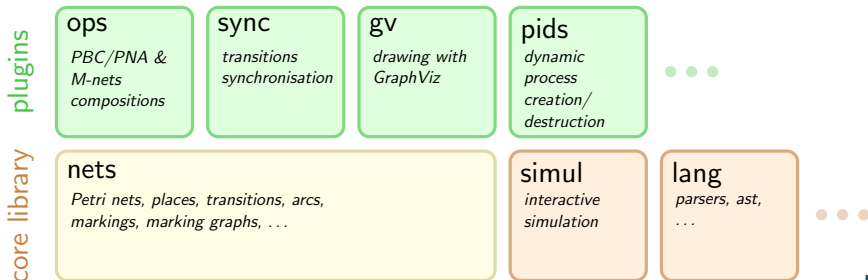 plugins
ops
PBC/PNA &
M-nets
compositions
sync
transitions
synchronisation
gv
drawing with
GraphViz
pids
dynamic
process
creation/
destruction
core library
nets
Petri nets, places, transitions, arcs,
markings, marking graphs, ...
simul
interactive
simulation
lang
parsers, ast,
...